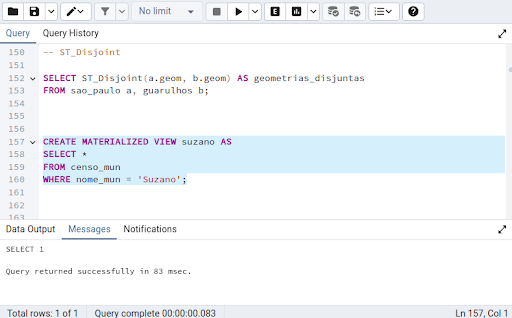 No limit
E
Query
Query History
150 -- ST_Disjoint
151
152 SELECT ST_Disjoint(a.geom, b.geom) AS geometrias_disjuntas
153 FROM sao_paulo a, guarulhos b;
154
155
156
157 CREATE MATERIALIZED VIEW suzano AS
158 SELECT *
159 FROM censo_mun
160 WHERE nome_mun = 'Suzano';
161
162
163
Data Output Messages Notifications
SELECT 1
Query returned successfully in 83 msec.
Total rows: 1 of 1 Query complete 00:00:00.083 Ln 157, Col 1